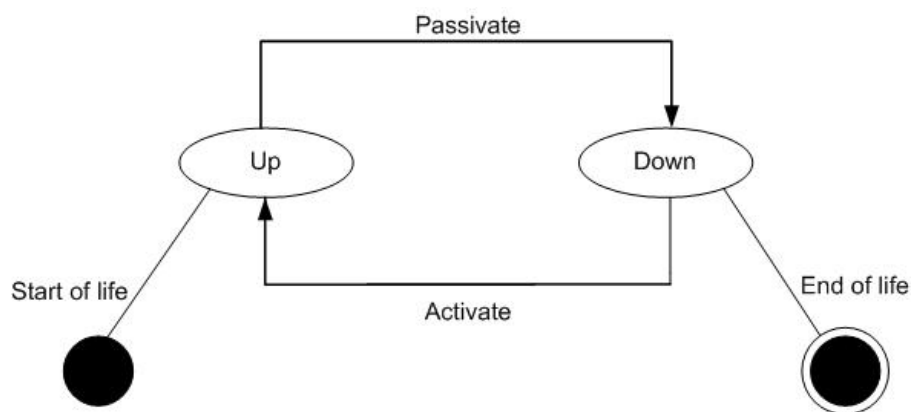 Passivate
Up
Down
Start of life
End of life
Activate